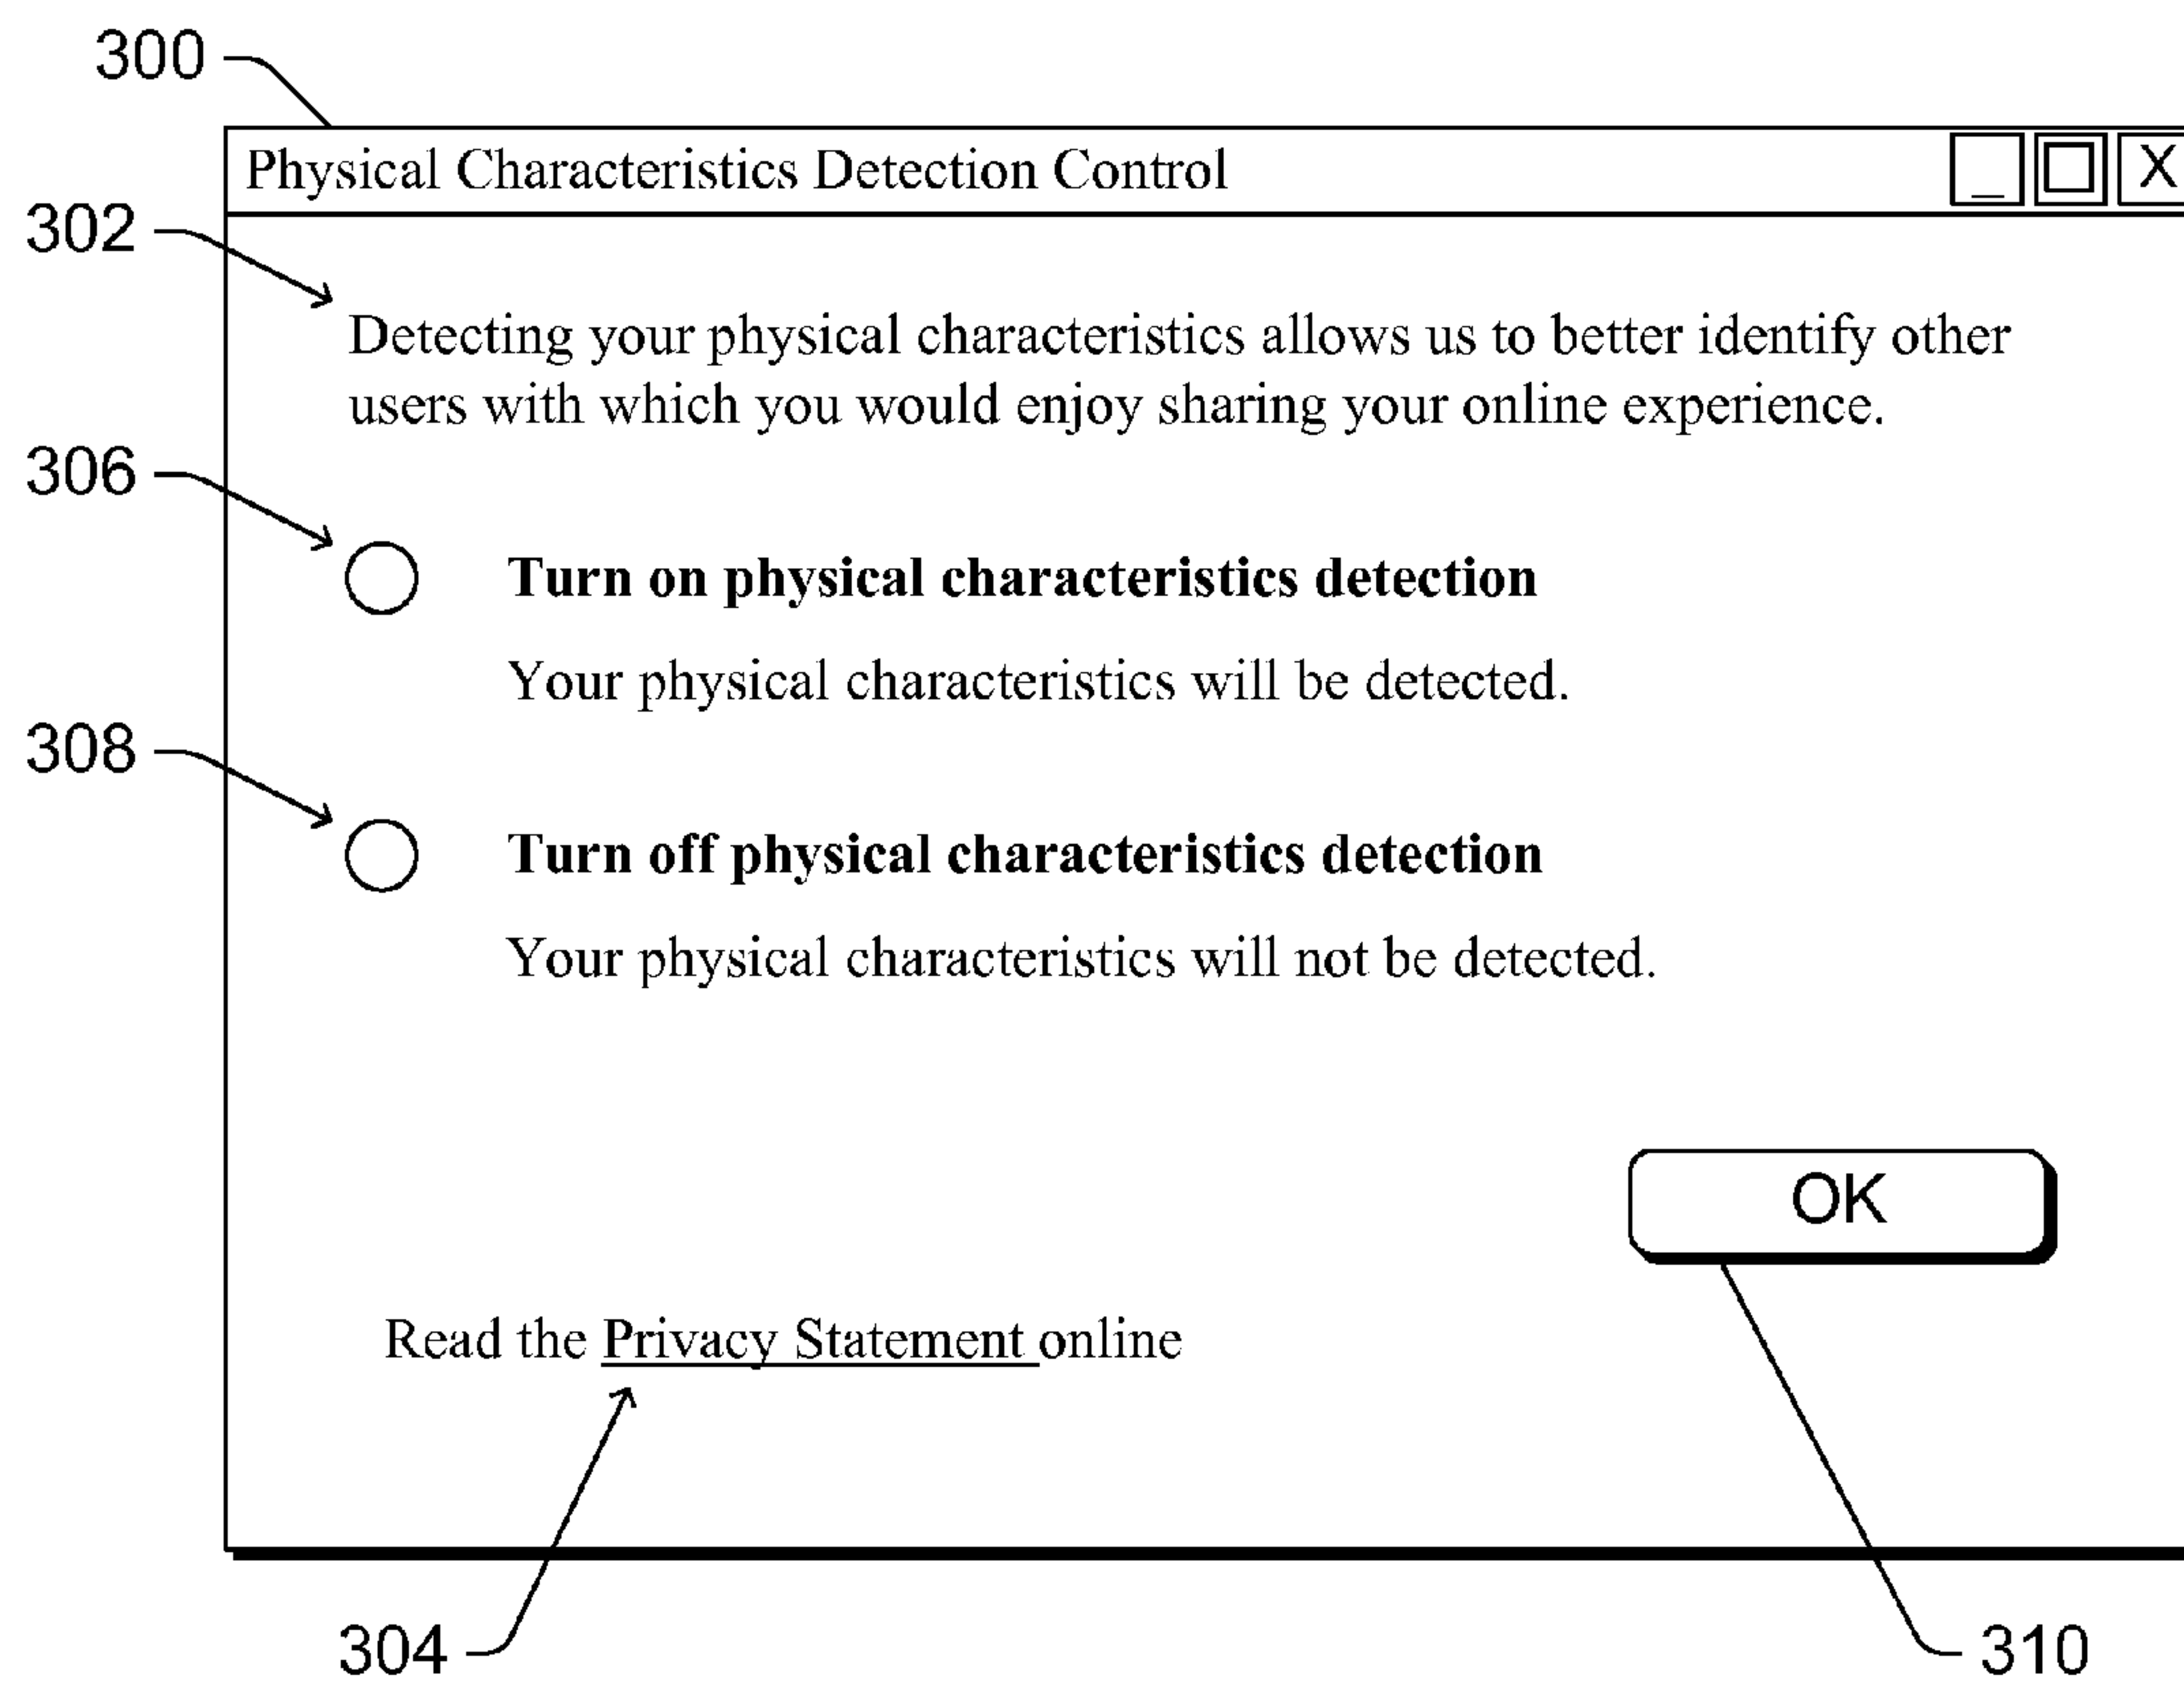 300
Physical Characteristics Detection Control
_ X
302
Detecting your physical characteristics allows us to better identify other
users with which you would enjoy sharing your online experience.
306
Turn on physical characteristics detection
Your physical characteristics will be detected.
308
Turn off physical characteristics detection
Your physical characteristics will not be detected.
OK
Read the Privacy Statement online
304
310